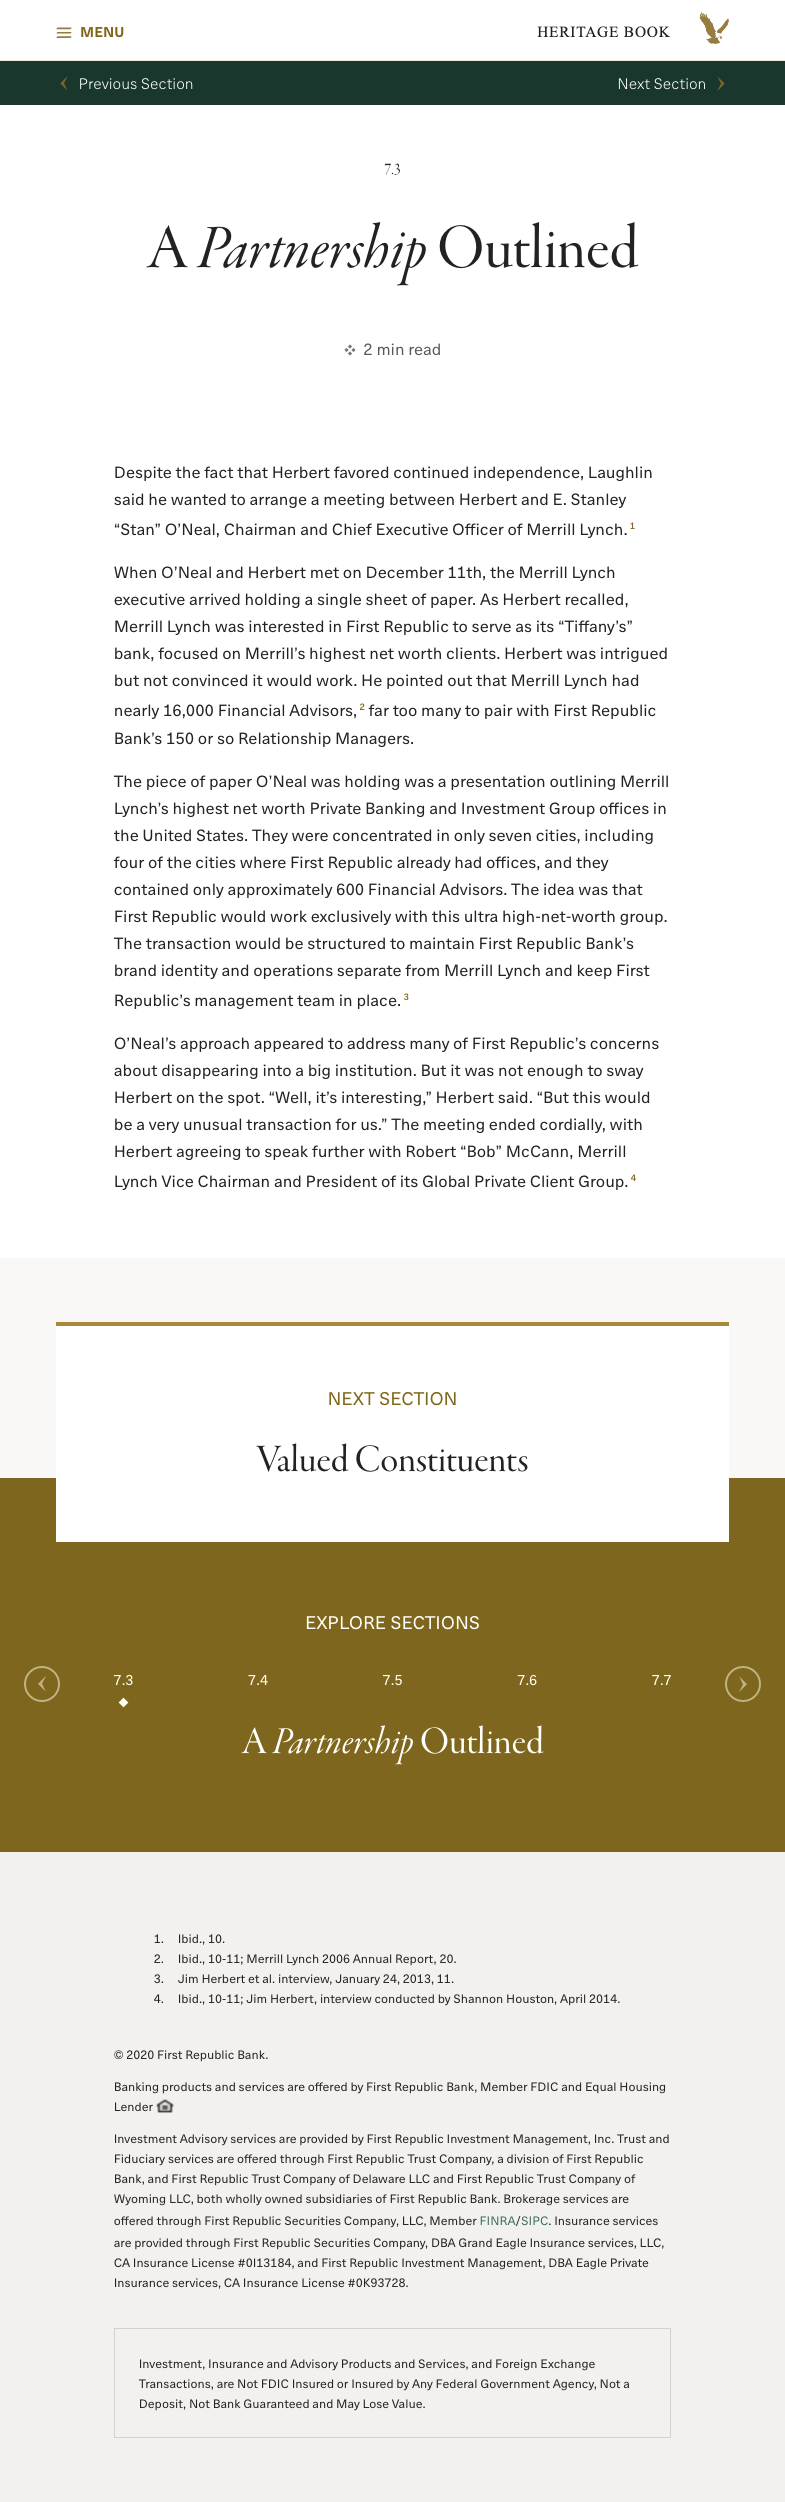 MENU
HERITAGE BOOK
Previous Section
Next Section
7.3
A Partnership Outlined
2 min read
Despite the fact that Herbert favored continued independence, Laughlin
said he wanted to arrange a meeting between Herbert and E. Stanley
“Stan” O’Neal, Chairman and Chief Executive Officer of Merrill Lynch. 1
When O’Neal and Herbert met on December 11th, the Merrill Lynch
executive arrived holding a single sheet of paper. As Herbert recalled,
Merrill Lynch was interested in First Republic to serve as its “Tiffany’s”
bank, focused on Merrill’s highest net worth clients. Herbert was intrigued
but not convinced it would work. He pointed out that Merrill Lynch had
nearly 16,000 Financial Advisors, 2 far too many to pair with First Republic
Bank’s 150 or so Relationship Managers.
The piece of paper O’Neal was holding was a presentation outlining Merrill
Lynch’s highest net worth Private Banking and Investment Group offices in
the United States. They were concentrated in only seven cities, including
four of the cities where First Republic already had offices, and they
contained only approximately 600 Financial Advisors. The idea was that
First Republic would work exclusively with this ultra high-net-worth group.
The transaction would be structured to maintain First Republic Bank’s
brand identity and operations separate from Merrill Lynch and keep First
Republic’s management team in place. 3
O’Neal’s approach appeared to address many of First Republic’s concerns
about disappearing into a big institution. But it was not enough to sway
Herbert on the spot. “Well, it’s interesting,” Herbert said. “But this would
be a very unusual transaction for us.” The meeting ended cordially, with
Herbert agreeing to speak further with Robert “Bob” McCann, Merrill
Lynch Vice Chairman and President of its Global Private Client Group. 4
NEXT SECTION
Valued Constituents
EXPLORE SECTIONS
7.3 7.4 7.5 7.6 7.7
A Partnership Outlined
1. Ibid., 10.
2. Ibid., 10-11; Merrill Lynch 2006 Annual Report, 20.
3. Jim Herbert et al. interview, January 24, 2013, 11.
4. Ibid., 10-11; Jim Herbert, interview conducted by Shannon Houston, April 2014.
© 2020 First Republic Bank.
Banking products and services are offered by First Republic Bank, Member FDIC and Equal Housing
Lender
Investment Advisory services are provided by First Republic Investment Management, Inc. Trust and
Fiduciary services are offered through First Republic Trust Company, a division of First Republic
Bank, and First Republic Trust Company of Delaware LLC and First Republic Trust Company of
Wyoming LLC, both wholly owned subsidiaries of First Republic Bank. Brokerage services are
offered through First Republic Securities Company, LLC, Member FINRA/SIPC. Insurance services
are provided through First Republic Securities Company, DBA Grand Eagle Insurance services, LLC,
CA Insurance License #0I13184, and First Republic Investment Management, DBA Eagle Private
Insurance services, CA Insurance License #0K93728.
Investment, Insurance and Advisory Products and Services, and Foreign Exchange
Transactions, are Not FDIC Insured or Insured by Any Federal Government Agency, Not a
Deposit, Not Bank Guaranteed and May Lose Value.